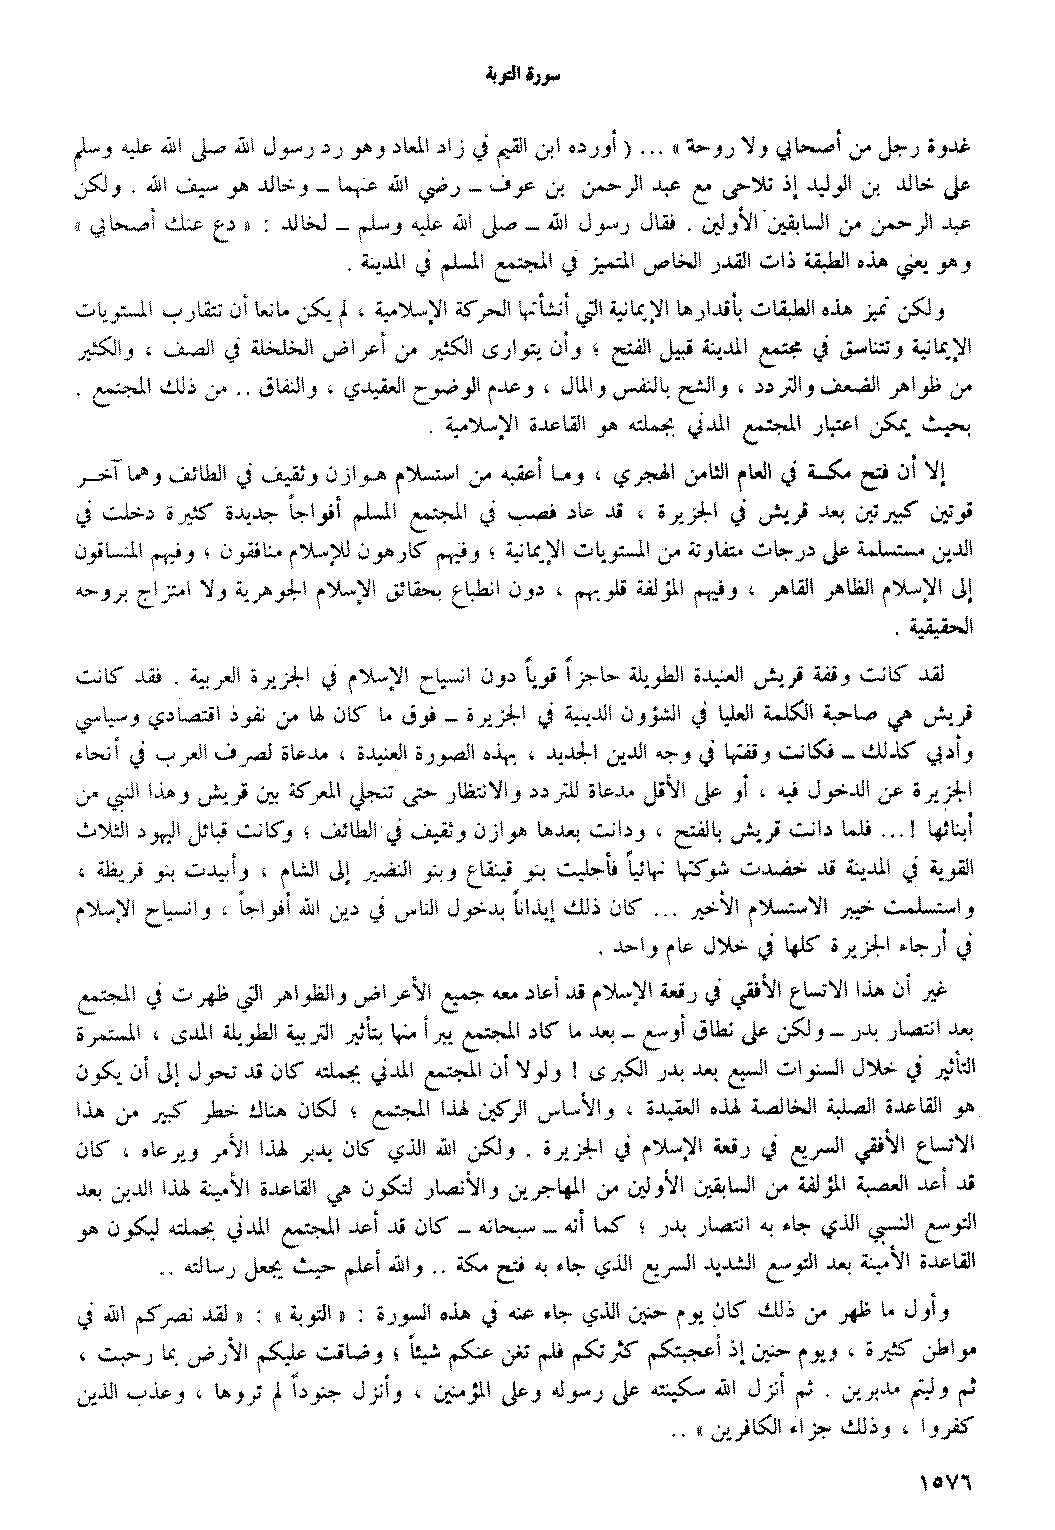 سورة التوبة
غدوة رجل من أصحابي ولا روحة » ... ( أورده ابن القيم في زاد المعاد وهو رد رسول الله صلى الله عليه وسلم
على خالد بن الوليد إذ تلاحى مع عبد الرحمن بن عوف – رضي الله عنهما – وخالد هو سيف الله . ولكن
عبد الرحمن من السابقين الأولين . فقال رسول الله – صلى الله عليه وسلم – لخالد : « دع عنك أصحابي »
وهو يعني هذه الطبقة ذات القدر الخاص المتميز في المجتمع المسلم في المدينة .
ولكن تميز هذه الطبقات بأقدارها الإيمانية التي أنشأتها الحركة الإسلامية ، لم يكن مانعا أن تتقارب المستويات
الإيمانية وتتناسق في مجتمع المدينة قبيل الفتح ؛ وأن يتوارى الكثير من أعراض الخلخلة في الصف ، والكثير
من ظواهر الضعف والتردد ، والشح بالنفس والمال ، وعدم الوضوح العقيدي ، والنفاق .. من ذلك المجتمع .
بحيث يمكن اعتبار المجتمع المدني بجملته هو القاعدة الإسلامية .
إلا أن فتح مكة في العام الثامن الهجري ، وما أعقبه من استسلام هوازن وثقيف في الطائف وهما آخر
قوتين كبيرتين بعد قريش في الجزيرة ، قد عاد فصب في المجتمع المسلم أفواجاً جديدة كثيرة دخلت في
الدين مستسلمة على درجات متفاوتة من المستويات الإيمانية ؛ وفيهم كارهون للإسلام منافقون ؛ وفيهم المنساقون
إلى الإسلام الظاهر القاهر ، وفيهم المؤلفة قلوبهم ، دون انطباع بحقائق الإسلام الجوهرية ولا امتزاج بروحه
الحقيقية .
لقد كانت وقفة قريش العنيدة الطويلة حاجزاً قوياً دون انسياح الإسلام في الجزيرة العربية . فقد كانت
قريش هي صاحبة الكلمة العليا في الشؤون الدينية في الجزيرة – فوق ما كان لها من نفوذ اقتصادي وسياسي
وأدبي كذلك – فكانت وقفتها في وجه الدين الجديد ، بهذه الصورة العنيدة ، مدعاة لصرف العرب في أنحاء
الجزيرة عن الدخول فيه ، أو على الأقل مدعاة للتردد والانتظار حتى تنجلي المعركة بين قريش وهذا النبي من
أبنائها !... فلما دانت قريش بالفتح ، ودانت بعدها هوازن وثقيف في الطائف ؛ وكانت قبائل اليهود الثلاث
القوية في المدينة قد خضدت شوكتها نهائياً فأجليت بنو قينقاع وبنو النضير إلى الشام ، وأبيدت بنو قريظة ،
واستسلمت خيبر الاستسلام الأخير ... كان ذلك إيذاناً بدخول الناس في دين الله أفواجاً ، وانسياح الإسلام
في أرجاء الجزيرة كلها في خلال عام واحد .
غير أن هذا الاتساع الأفقي في رقعة الإسلام قد أعاد معه جميع الأعراض والظواهر التي ظهرت في المجتمع
بعد انتصار بدر – ولكن على نطاق أوسع – بعد ما كاد المجتمع يبرأ منها بتأثير التربية الطويلة المدى ، المستمرة
التأثير في خلال السنوات السبع بعد بدر الكبرى ! ولولا أن المجتمع المدني بجملته كان قد تحول إلى أن يكون
هو القاعدة الصلبة الخالصة لهذه العقيدة ، والأساس الركين لهذا المجتمع ؛ لكان هناك خطر كبير من هذا
الاتساع الأفقي السريع في رقعة الإسلام في الجزيرة . ولكن الله الذي كان يدبر لهذا الأمر ويرعاه ، كان
قد أعد العصبة المؤلفة من السابقين الأولين من المهاجرين والأنصار لتكون هي القاعدة الأمينة لهذا الدين بعد
التوسع النسبي الذي جاء به انتصار بدر ؛ كما أنه – سبحانه – كان قد أعد المجتمع المدني بجملته ليكون هو
القاعدة الأمينة بعد التوسع الشديد السريع الذي جاء به فتح مكة .. والله أعلم حيث يجعل رسالته ..
وأول ما ظهر من ذلك كان يوم حنين الذي جاء عنه في هذه السورة : « التوبة » : « لقد نصركم الله في
مواطن كثيرة ، ويوم حنين إذ أعجبتكم كثرتكم فلم تغن عنكم شيئاً ؛ وضاقت عليكم الأرض بما رحبت ،
ثم وليتم مدبرين . ثم أنزل الله سكينته على رسوله وعلى المؤمنين ، وأنزل جنوداً لم تروها ، وعذب الذين
كفروا ، وذلك جزاء الكافرين » ..
١٥٧٦